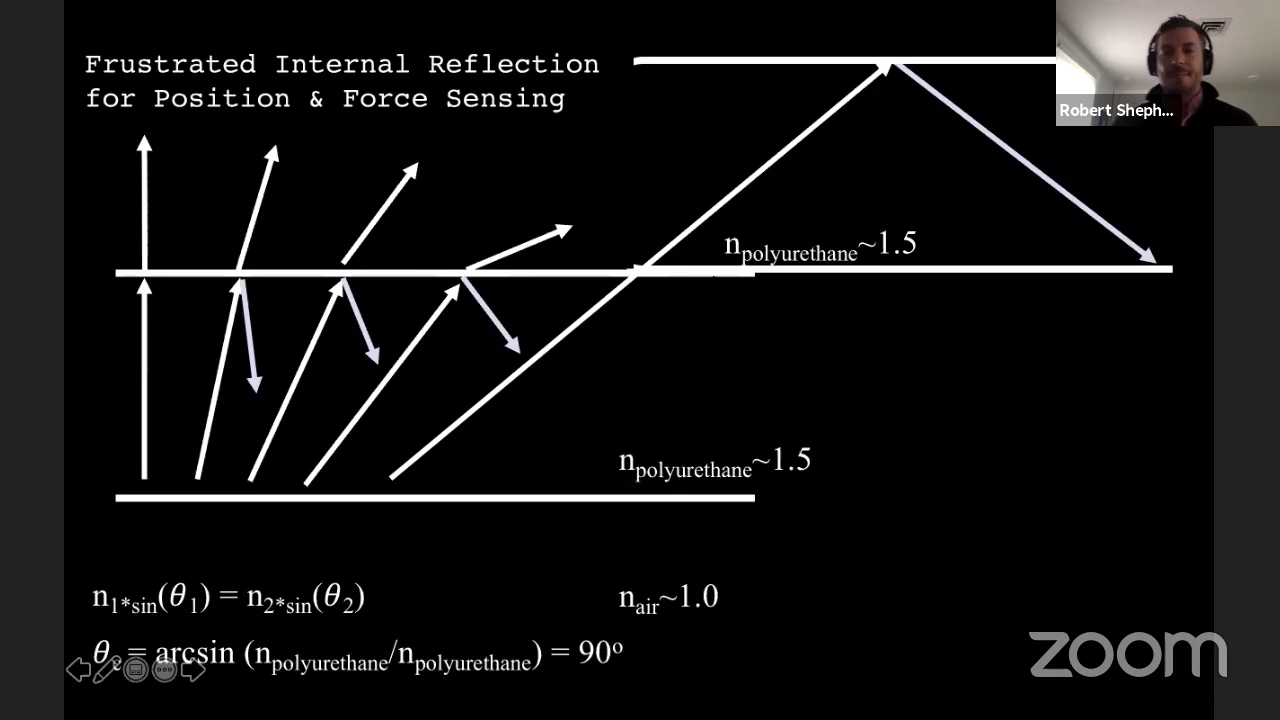 Frustrated Internal Reflection
for Position & Force Sensing
Robert Sheph...
npolyurethane~1.5
npolyurethane~1.5
n1*sin(θ1) = n2*sin(θ2)
nair~1.0
θc = arcsin (npolyurethane/npolyurethane) = 90o
zoom